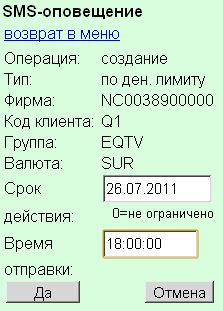 SMS-оповещение
возврат в меню
Операция: создание
Тип: по ден. лимиту
Фирма: NC0038900000
Код клиента: Q1
Группа: EQTV
Валюта: SUR
Срок 26.07.2011
действия: 0=не ограничено
Время 18:00:00
отправки:
Да Отмена